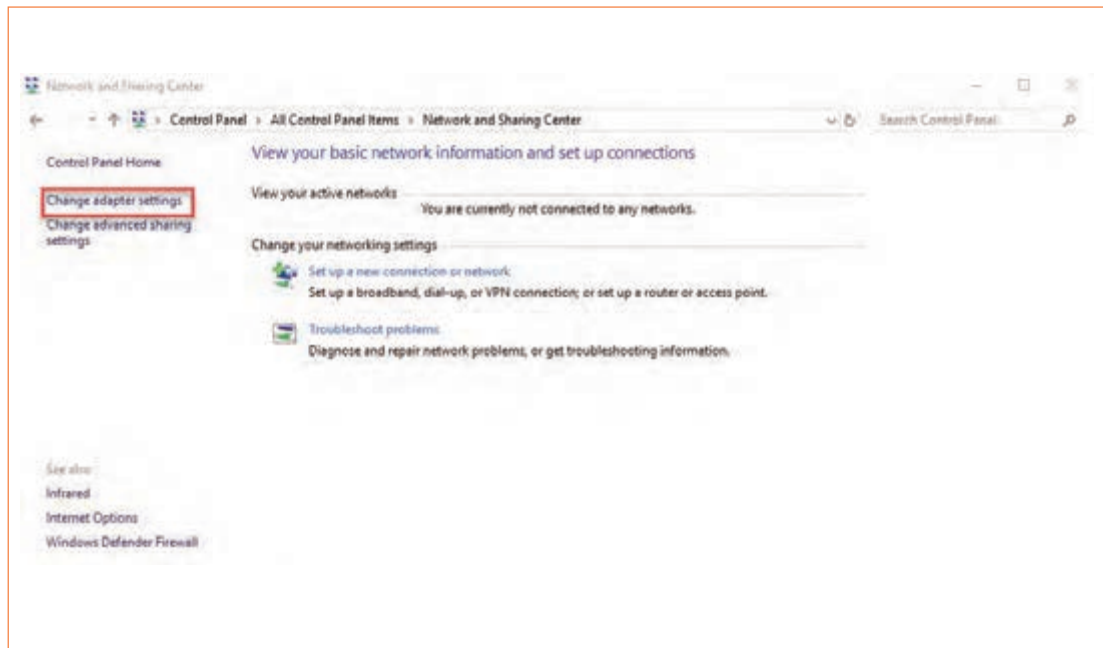 Network and Sharing Center
Control Panel > All Control Panel Items > Network and Sharing Center
Search Control Panel
Control Panel Home
Change adapter settings
Change advanced sharing
settings
View your basic network information and set up connections
View your active networks
You are currently not connected to any networks.
Change your networking settings
Set up a new connection or network
Set up a broadband, dial-up, or VPN connection; or set up a router or access point.
Troubleshoot problems
Diagnose and repair network problems, or get troubleshooting information.
See also
Infrared
Internet Options
Windows Defender Firewall